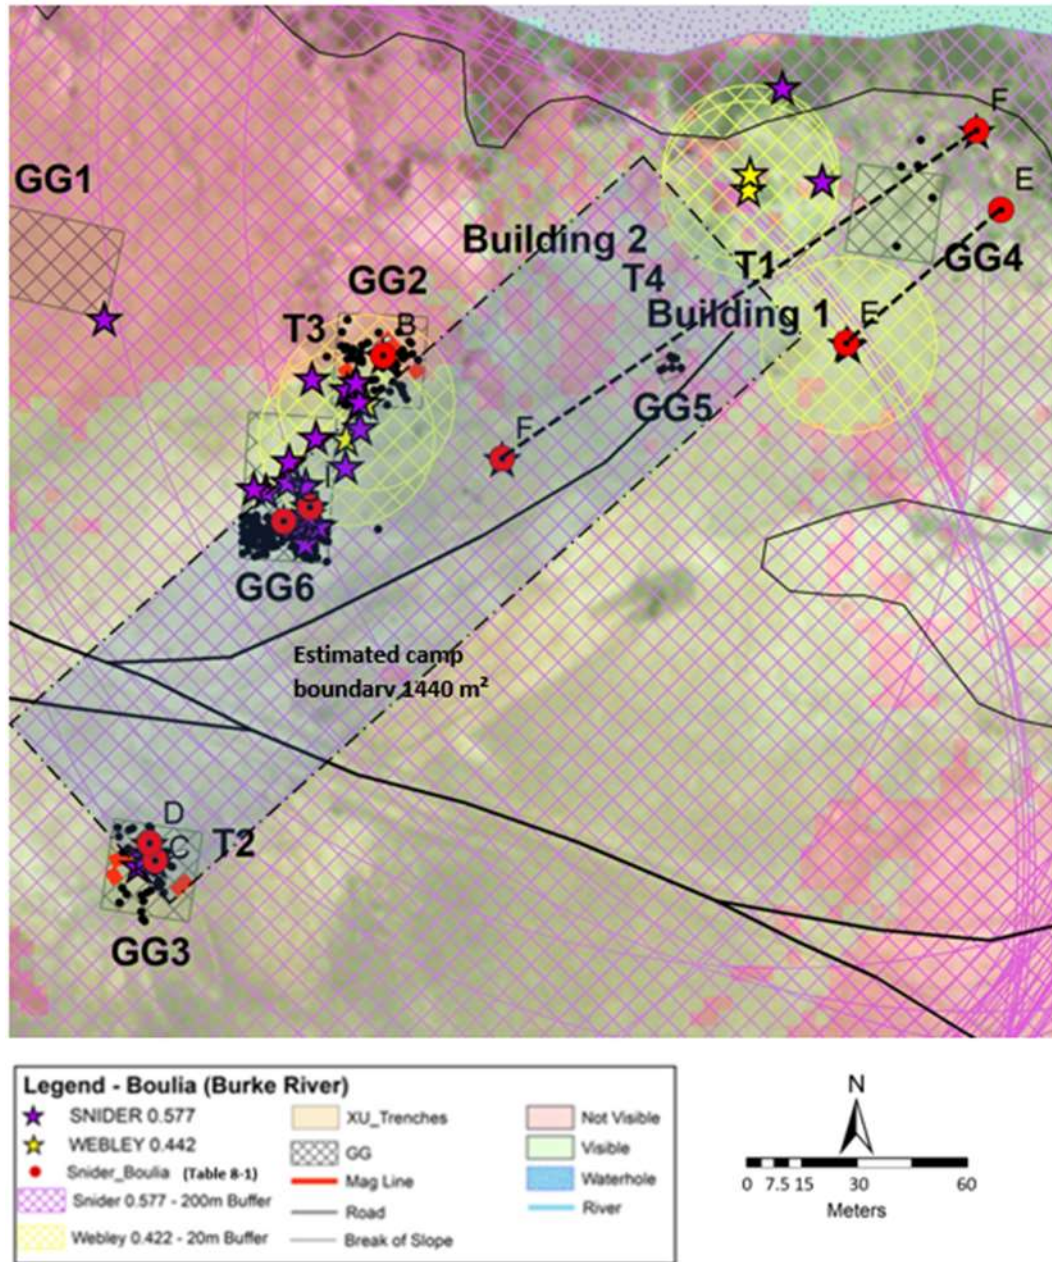 F
GG1
E
Building 2
GG4
GG2
T1
T4
B
E
T3
Building 1
GG5
F
I
GG6
Estimated camp
boundary 1440 m²
D
C
T2
GG3
Legend - Boulia (Burke River)
SNIDER 0.577
WEBLEY 0.442
Snider_Boulia (Table 8-1)
Snider 0.577 - 200m Buffer
Webley 0.422 - 20m Buffer
XU_Trenches
GG
Mag Line
Road
Break of Slope
Not Visible
Visible
Waterhole
River
N
0 7.5 15 30 60
Meters